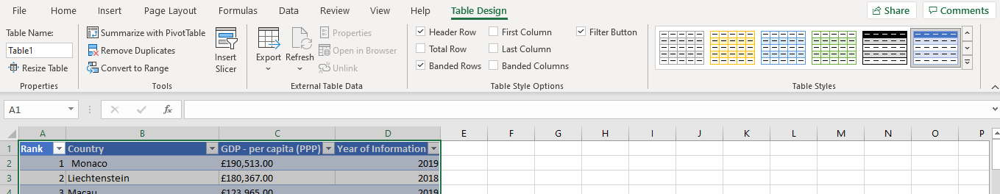 File Home Insert Page Layout Formulas Data Review View Help Table Design Share Comments
Table Name:
Table1
Resize Table
Properties
Summarize with PivotTable
Remove Duplicates
Convert to Range
Insert
Slicer
Tools
Export
Refresh
Properties
Open in Browser
Unlink
External Table Data
Header Row First Column Filter Button
Total Row Last Column
Banded Rows Banded Columns
Table Style Options
Table Styles
A1 fx
A B C D E F G H I J K L M N O P
1 Rank Country GDP - per capita (PPP) Year of Information
2 1 Monaco £190,513.00 2019
3 2 Liechtenstein £180,367.00 2018
4 3 Macau £123,965.00 2019